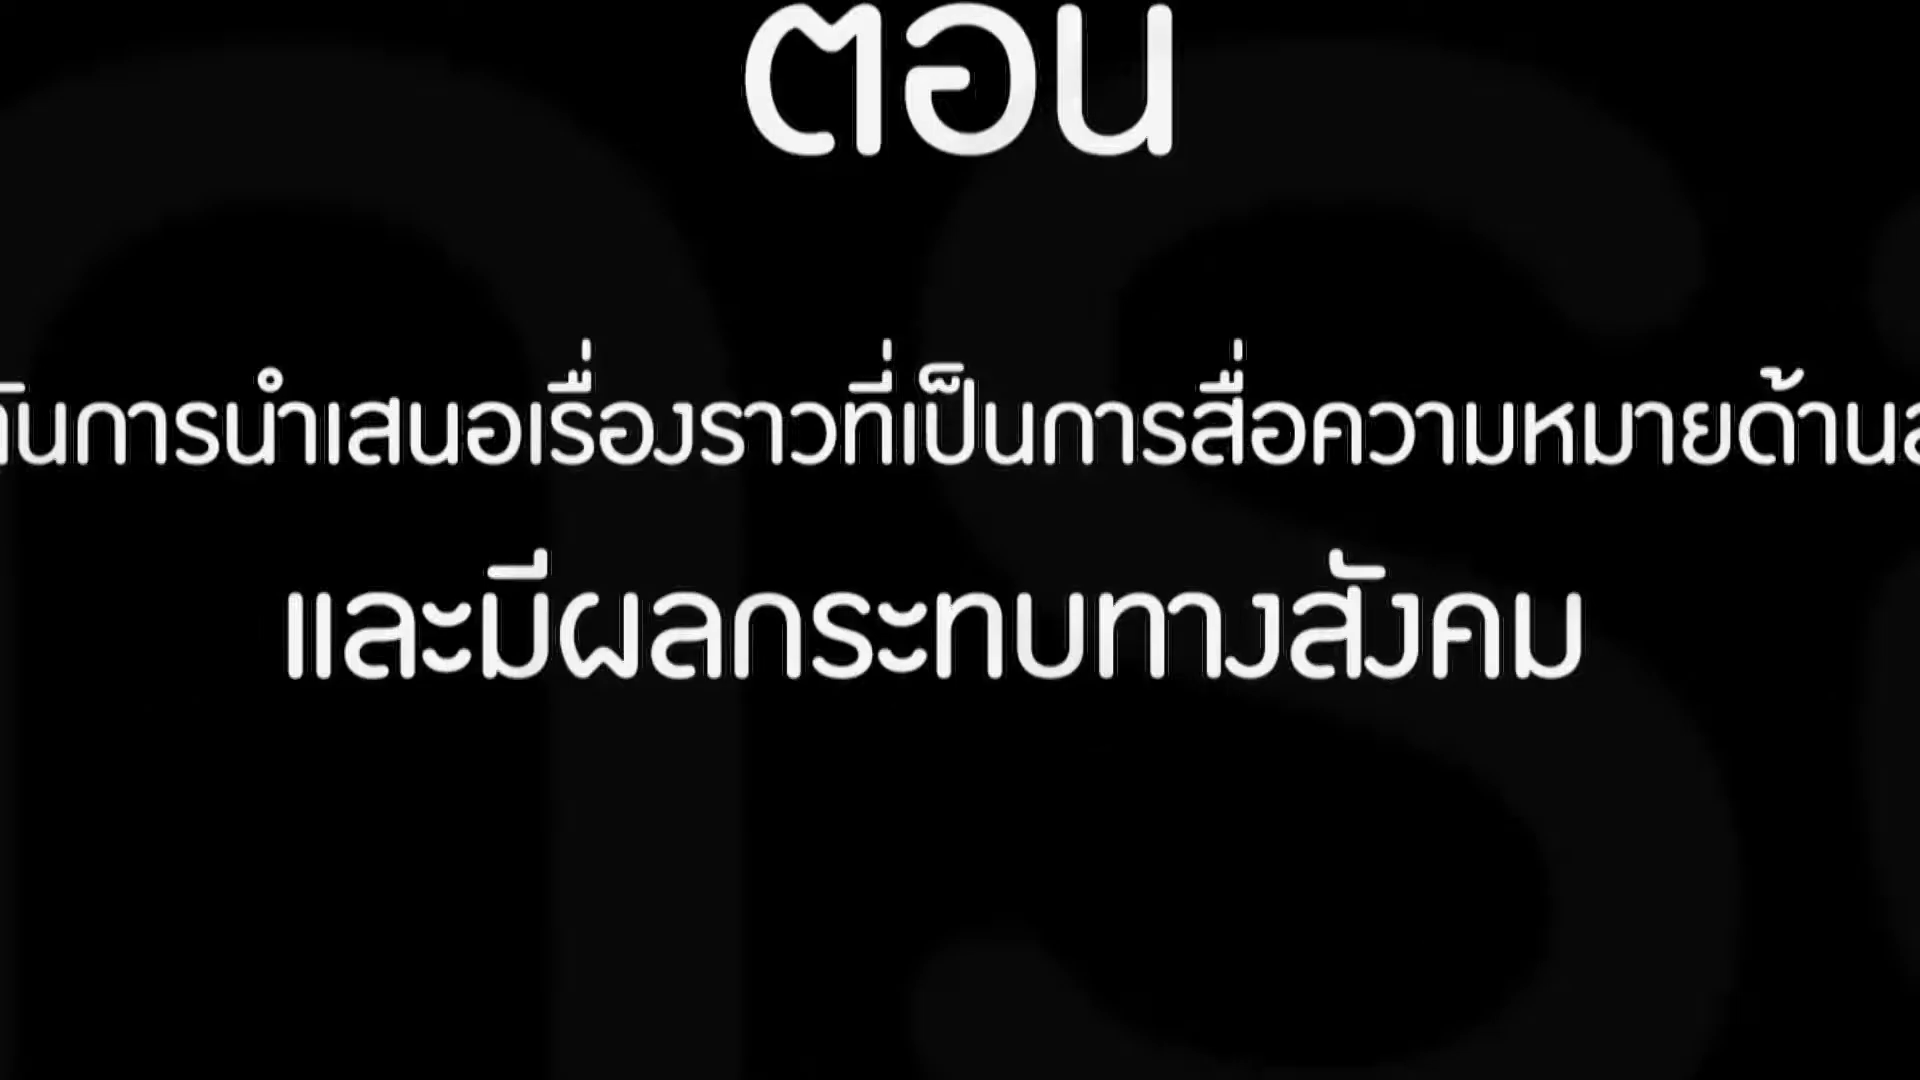 ตอน
การนำเสนอเรื่องราวที่เป็นการสื่อความหมายด้าน
และมีผลกระทบทางสังคม